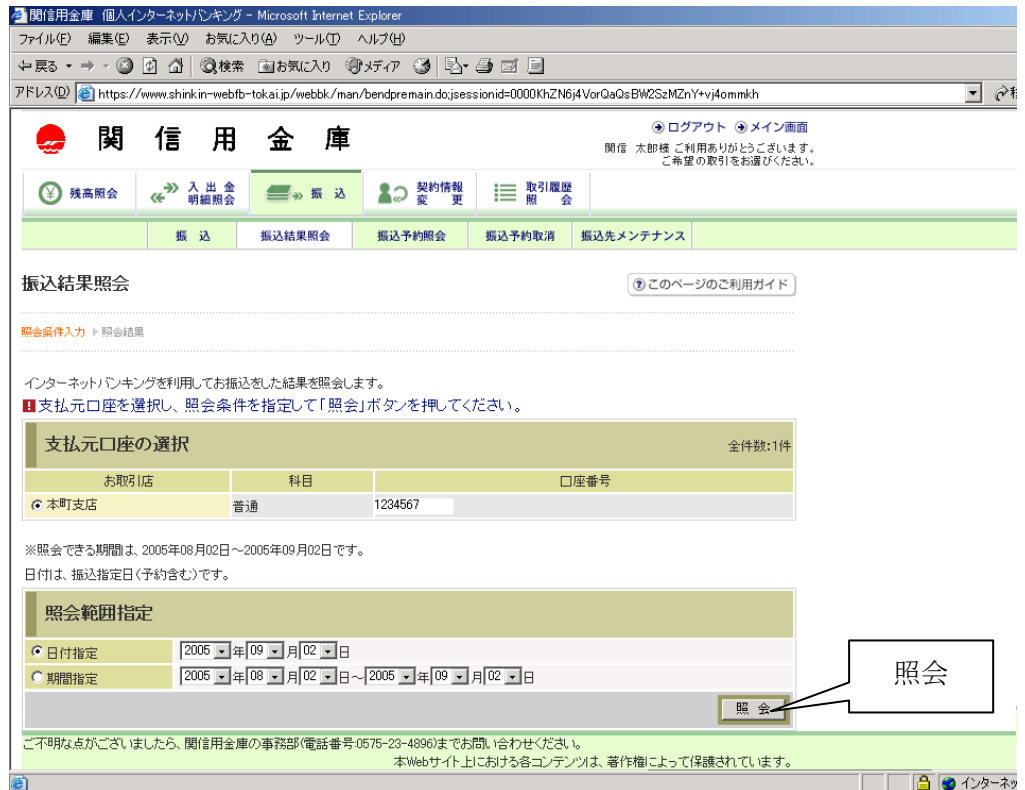 関信用金庫 個人インターネットバンキング - Microsoft Internet Explorer
ファイル(F) 編集(E) 表示(V) お気に入り(A) ツール(T) ヘルプ(H)
戻る 検索 お気に入り メディア
アドレス(D) https://www.shinkin-webfb-tokai.jp/webbk/man/bendpremain.do;jsessionid=0000KhZN6j4VorQaQsBW2SzMZnY+vj4ommkh
関 信 用 金 庫
ログアウト メイン画面
関信 太郎様 ご利用ありがとうございます。
ご希望の取引をお選びください。
残高照会
入 出 金
明細照会
振 込
契約情報
変 更
取引履歴
照 会
振 込 振込結果照会 振込予約照会 振込予約取消 振込先メンテナンス
振込結果照会
?このページのご利用ガイド
照会条件入力 照会結果
インターネットバンキングを利用してお振込をした結果を照会します。
!支払元口座を選択し、照会条件を指定して「照会」ボタンを押してください。
支払元口座の選択 全件数:1件
お取引店 科目 口座番号
本町支店 普通 1234567
※照会できる期間は、2005年08月02日~2005年09月02日です。
日付は、振込指定日(予約含む)です。
照会範囲指定
日付指定 2005 年 09 月 02 日
期間指定 2005 年 08 月 02 日~ 2005 年 09 月 02 日
照会
照 会
ご不明な点がございましたら、関信用金庫の事務部(電話番号:0575-23-4896)までお問い合わせください。
本Webサイト上における各コンテンツは、著作権によって保護されています。